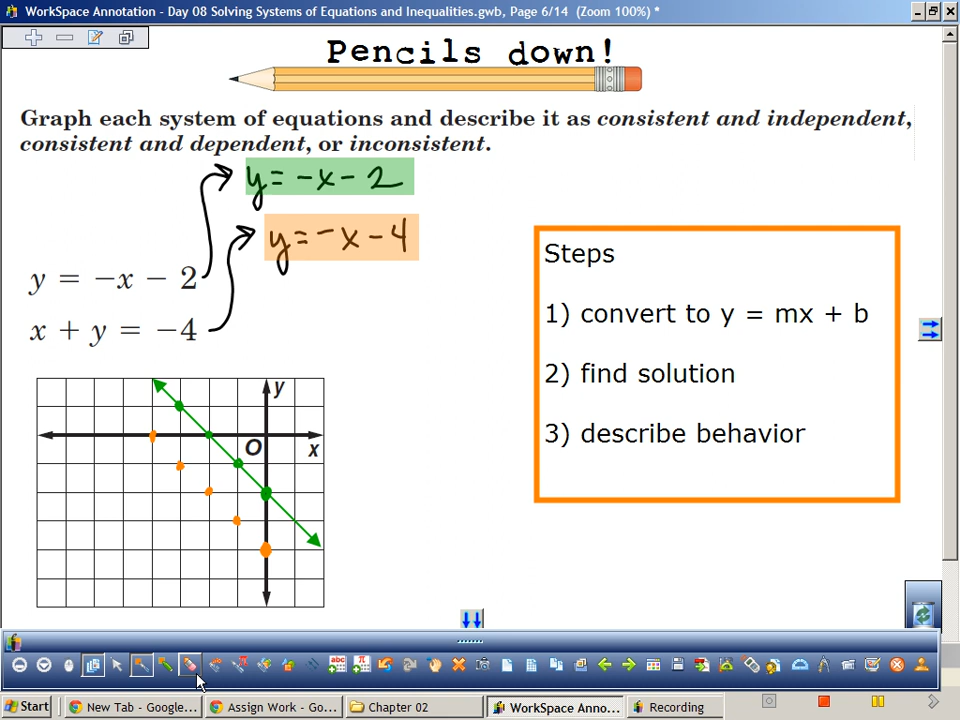 WorkSpace Annotation - Day 08 Solving Systems of Equations and Inequalities.gwb, Page 6/14 (Zoom 100%) *
Pencils down!
Graph each system of equations and describe it as consistent and independent,
consistent and dependent, or inconsistent.
y = -x - 2
y = -x - 4
y = −x − 2
x + y = −4
Steps
1) convert to y = mx + b
2) find solution
3) describe behavior
y
O
x
abc
π
Start
New Tab - Google...
Assign Work - Go...
Chapter 02
WorkSpace Anno...
Recording